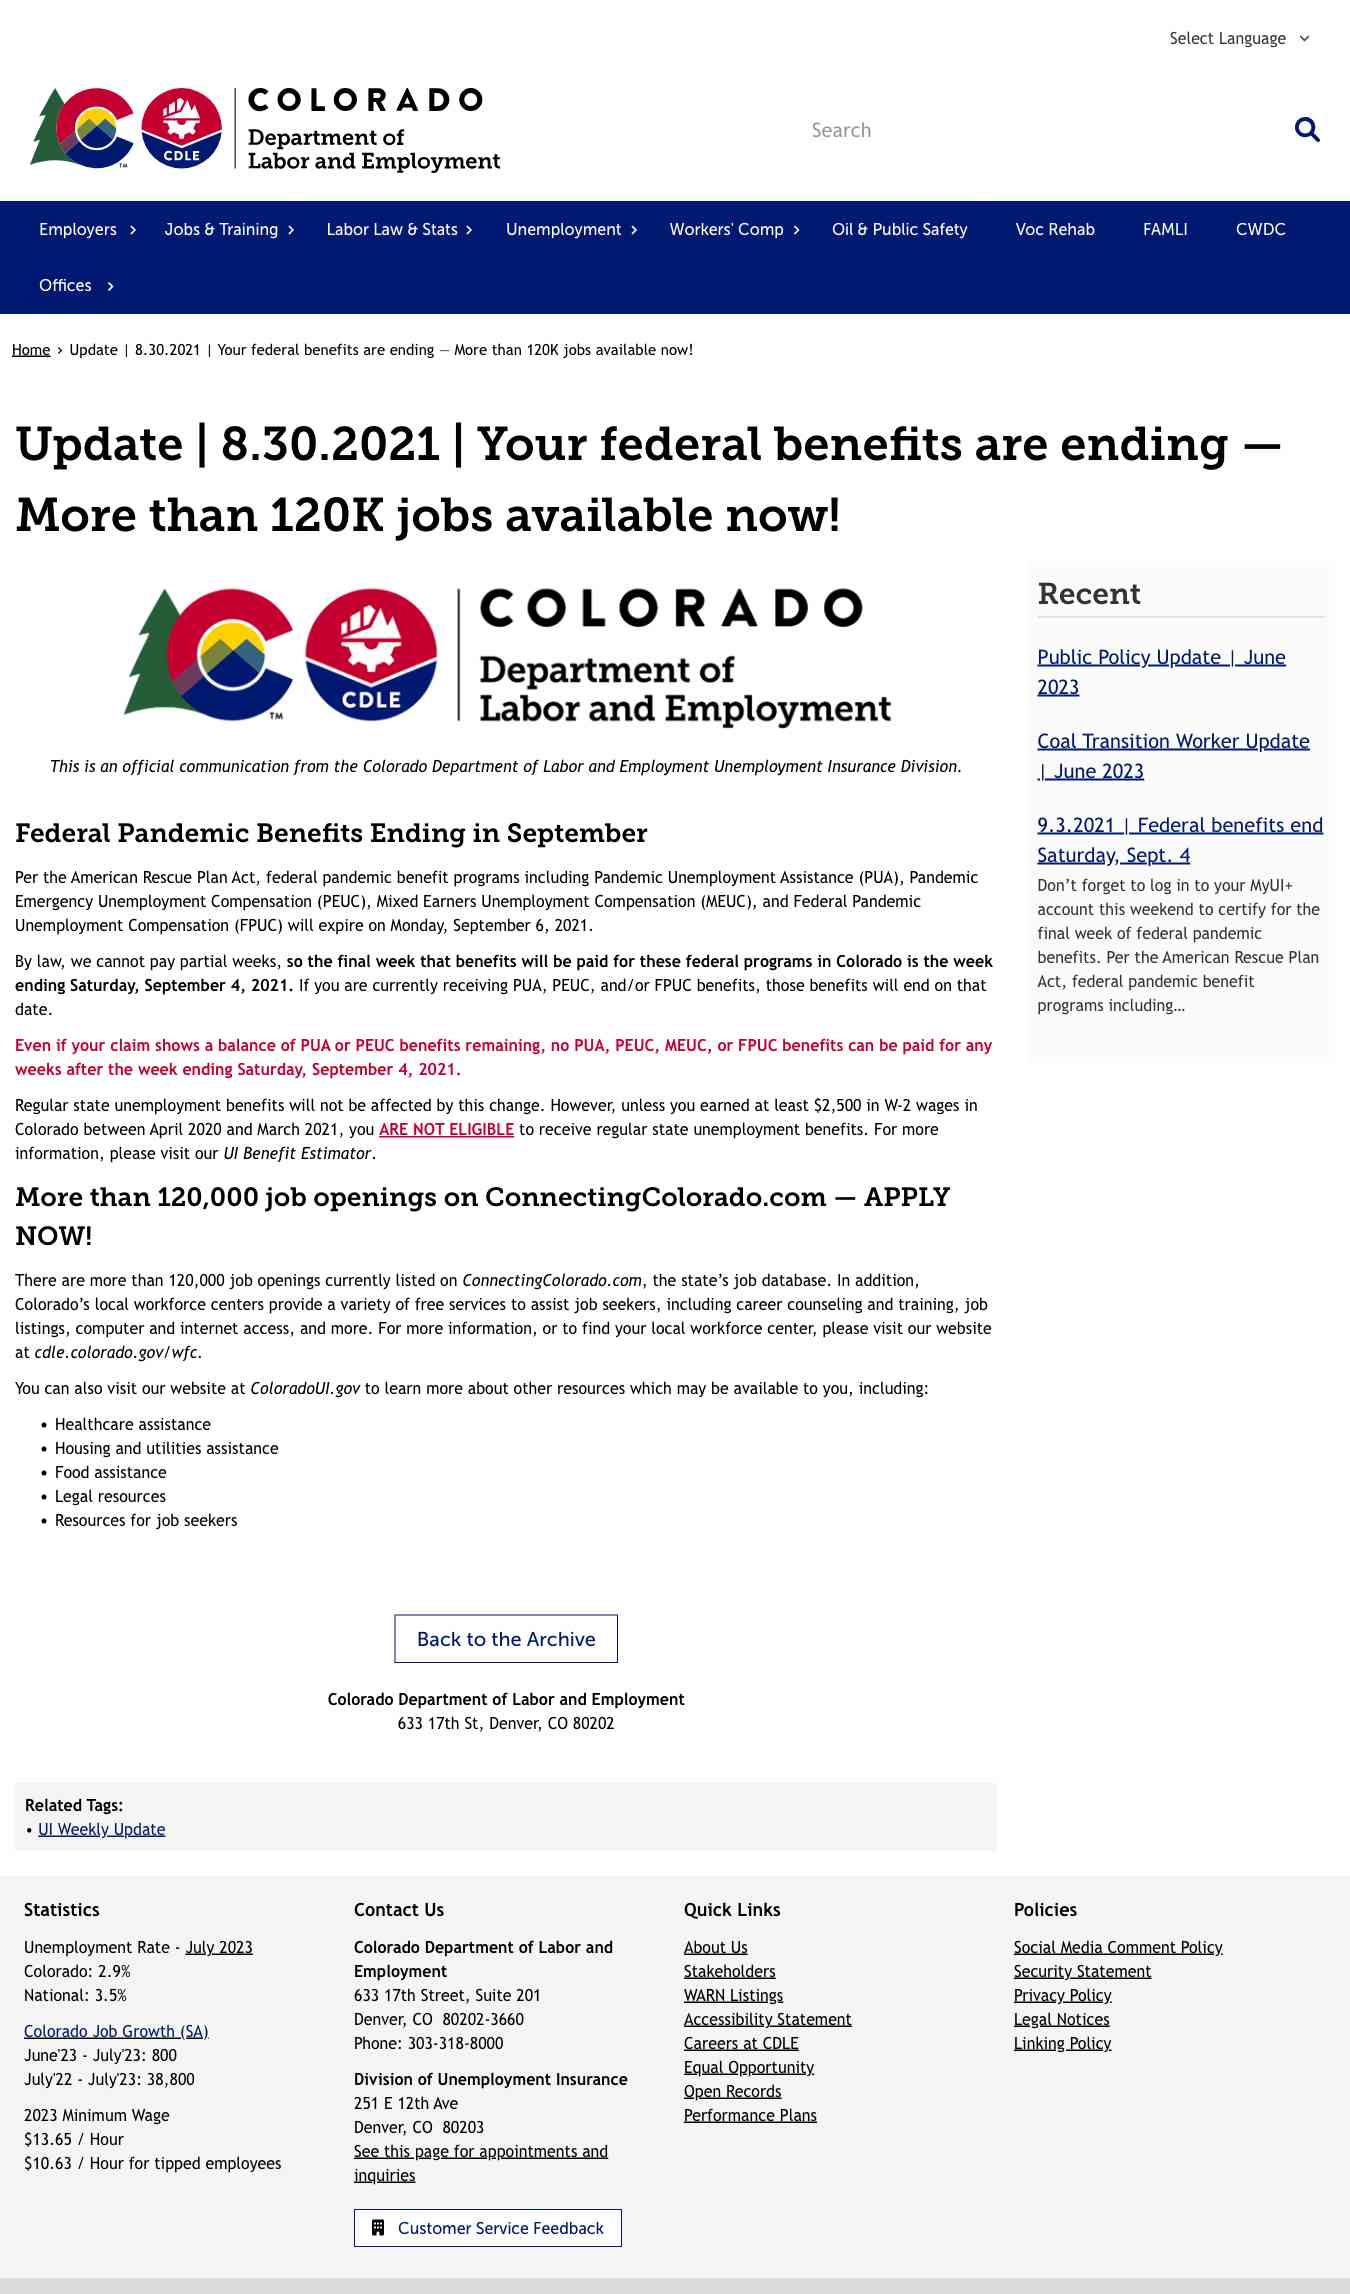 Select Language
COLORADO
Department of
Labor and Employment
CDLE
TM
Search
Employers
Jobs & Training
Labor Law & Stats
Unemployment
Workers' Comp
Oil & Public Safety
Voc Rehab
FAMLI
CWDC
Offices
Home › Update | 8.30.2021 | Your federal benefits are ending — More than 120K jobs available now!
Update | 8.30.2021 | Your federal benefits are ending —
More than 120K jobs available now!
COLORADO
Department of
Labor and Employment
CDLE
TM
This is an official communication from the Colorado Department of Labor and Employment Unemployment Insurance Division.
Federal Pandemic Benefits Ending in September
Per the American Rescue Plan Act, federal pandemic benefit programs including Pandemic Unemployment Assistance (PUA), Pandemic
Emergency Unemployment Compensation (PEUC), Mixed Earners Unemployment Compensation (MEUC), and Federal Pandemic
Unemployment Compensation (FPUC) will expire on Monday, September 6, 2021.
By law, we cannot pay partial weeks, so the final week that benefits will be paid for these federal programs in Colorado is the week
ending Saturday, September 4, 2021. If you are currently receiving PUA, PEUC, and/or FPUC benefits, those benefits will end on that
date.
Even if your claim shows a balance of PUA or PEUC benefits remaining, no PUA, PEUC, MEUC, or FPUC benefits can be paid for any
weeks after the week ending Saturday, September 4, 2021.
Regular state unemployment benefits will not be affected by this change. However, unless you earned at least $2,500 in W-2 wages in
Colorado between April 2020 and March 2021, you ARE NOT ELIGIBLE to receive regular state unemployment benefits. For more
information, please visit our UI Benefit Estimator.
More than 120,000 job openings on ConnectingColorado.com — APPLY
NOW!
There are more than 120,000 job openings currently listed on ConnectingColorado.com, the state’s job database. In addition,
Colorado’s local workforce centers provide a variety of free services to assist job seekers, including career counseling and training, job
listings, computer and internet access, and more. For more information, or to find your local workforce center, please visit our website
at cdle.colorado.gov/wfc.
You can also visit our website at ColoradoUI.gov to learn more about other resources which may be available to you, including:
• Healthcare assistance
• Housing and utilities assistance
• Food assistance
• Legal resources
• Resources for job seekers
Back to the Archive
Colorado Department of Labor and Employment
633 17th St, Denver, CO 80202
Related Tags:
• UI Weekly Update
Recent
Public Policy Update | June
2023
Coal Transition Worker Update
| June 2023
9.3.2021 | Federal benefits end
Saturday, Sept. 4
Don’t forget to log in to your MyUI+
account this weekend to certify for the
final week of federal pandemic
benefits. Per the American Rescue Plan
Act, federal pandemic benefit
programs including…
Statistics
Unemployment Rate - July 2023
Colorado: 2.9%
National: 3.5%
Colorado Job Growth (SA)
June'23 - July'23: 800
July'22 - July'23: 38,800
2023 Minimum Wage
$13.65 / Hour
$10.63 / Hour for tipped employees
Contact Us
Colorado Department of Labor and
Employment
633 17th Street, Suite 201
Denver, CO 80202-3660
Phone: 303-318-8000
Division of Unemployment Insurance
251 E 12th Ave
Denver, CO 80203
See this page for appointments and
inquiries
Customer Service Feedback
Quick Links
About Us
Stakeholders
WARN Listings
Accessibility Statement
Careers at CDLE
Equal Opportunity
Open Records
Performance Plans
Policies
Social Media Comment Policy
Security Statement
Privacy Policy
Legal Notices
Linking Policy